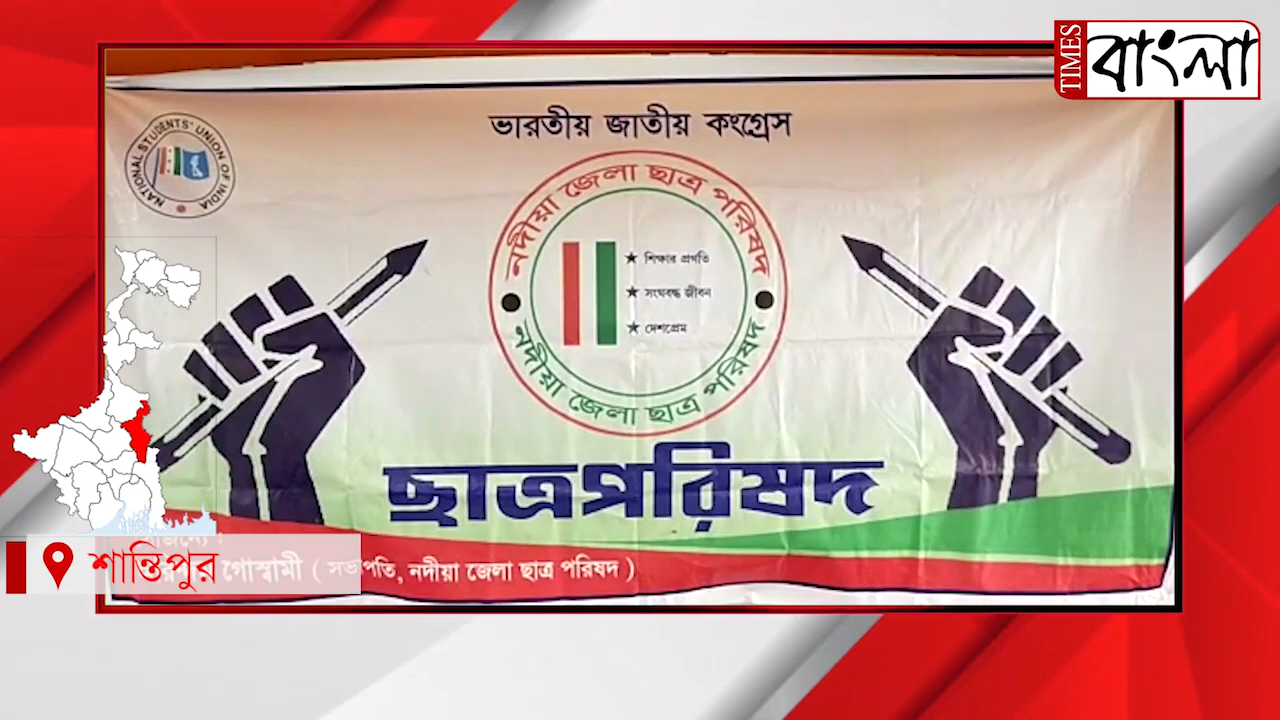 TIMES বাংলা
ভারতীয় জাতীয় কংগ্রেস
NATIONAL STUDENTS' UNION OF INDIA
নদীয়া জেলা ছাত্র পরিষদ
★ শিক্ষার প্রগতি
★ সংঘবদ্ধ জীবন
★ দেশপ্রেম
নদীয়া জেলা ছাত্র পরিষদ
ছাত্রপরিষদ
শান্তিপুর
গোস্বামী ( সভাপতি, নদীয়া জেলা ছাত্র পরিষদ )